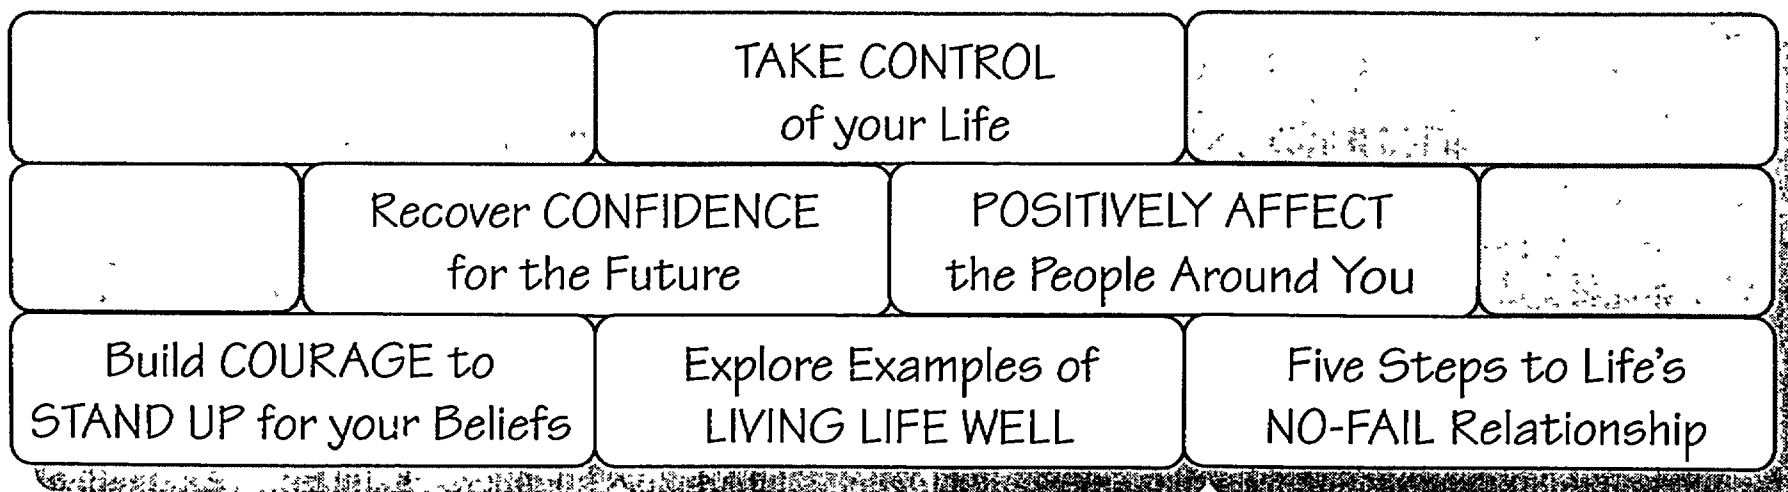 TAKE CONTROL
of your Life
Recover CONFIDENCE
for the Future
POSITIVELY AFFECT
the People Around You
Build COURAGE to
STAND UP for your Beliefs
Explore Examples of
LIVING LIFE WELL
Five Steps to Life's
NO-FAIL Relationship